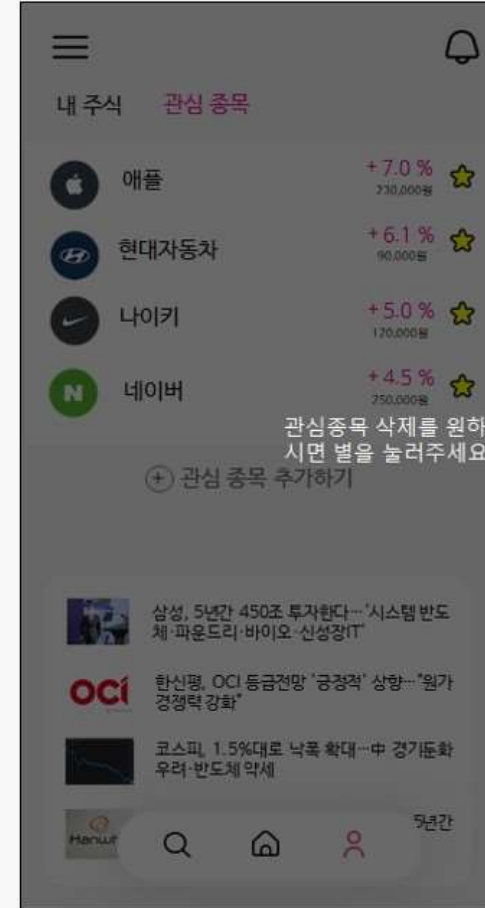 내 주식 관심 종목
애플 +7.0 %
230,000원
현대자동차 +6.1 %
90,000원
나이키 +5.0 %
170,000원
N 네이버 +4.5 %
250,000원
관심종목 삭제를 원하
시면 별을 눌러주세요
관심 종목 추가하기
삼성, 5년간 450조 투자한다…'시스템 반도
체·파운드리·바이오·신성장IT'
OCI
한신평, OCI 등급전망 '긍정적' 상향…"원가
경쟁력 강화"
코스피, 1.5%대로 낙폭 확대…中 경기둔화
우려·반도체 약세
5년간